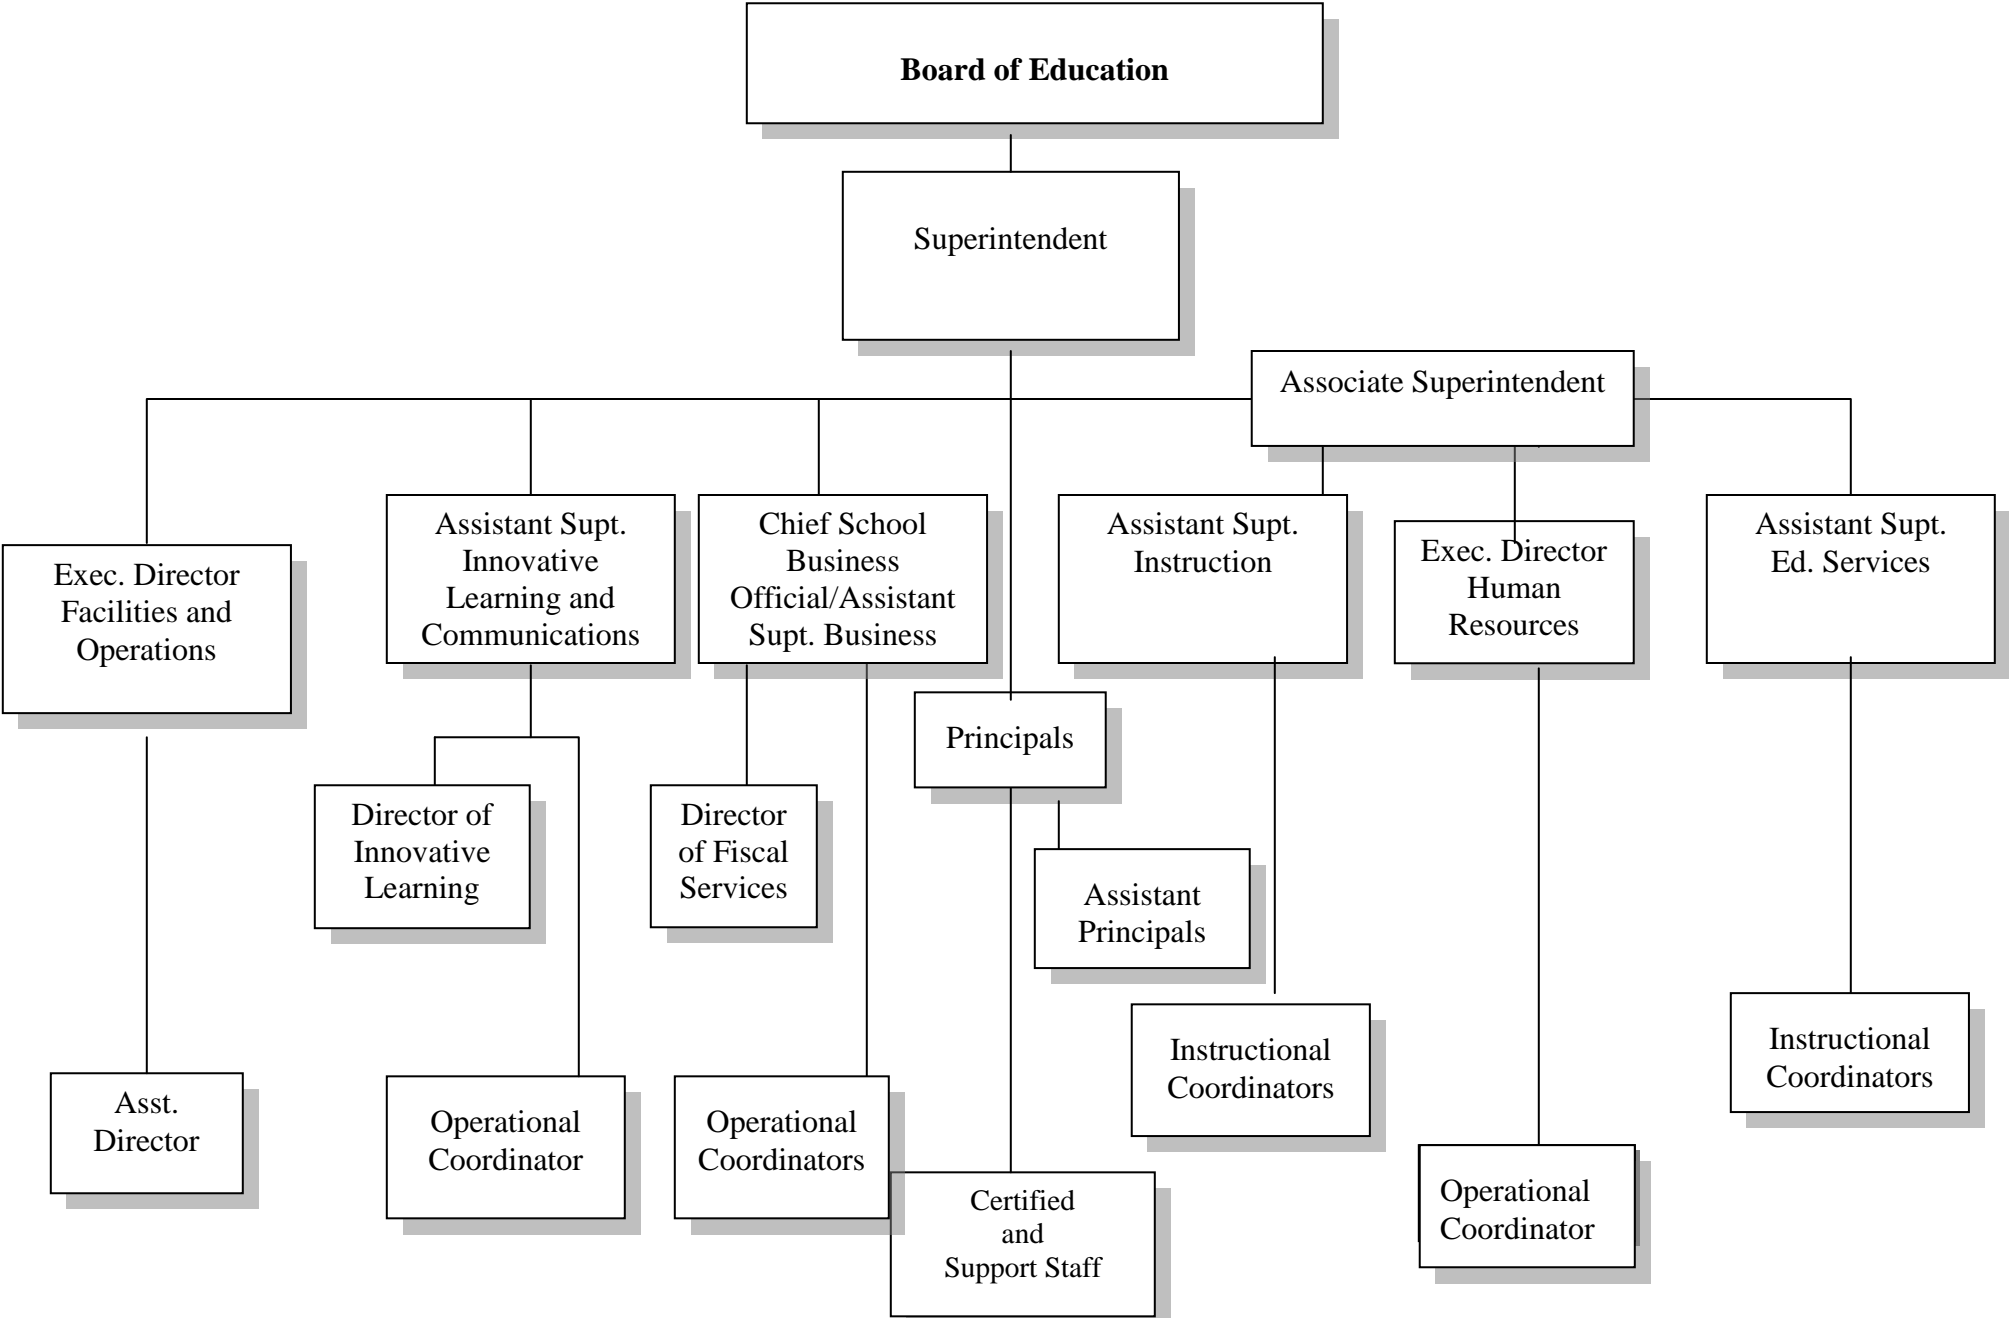 Board of Education
Superintendent
Associate Superintendent
Exec. Director
Facilities and
Operations
Assistant Supt.
Innovative
Learning and
Communications
Chief School
Business
Official/Assistant
Supt. Business
Assistant Supt.
Instruction
Exec. Director
Human
Resources
Assistant Supt.
Ed. Services
Principals
Director of
Innovative
Learning
Director
of Fiscal
Services
Assistant
Principals
Instructional
Coordinators
Instructional
Coordinators
Asst.
Director
Operational
Coordinator
Operational
Coordinators
Certified
and
Support Staff
Operational
Coordinator